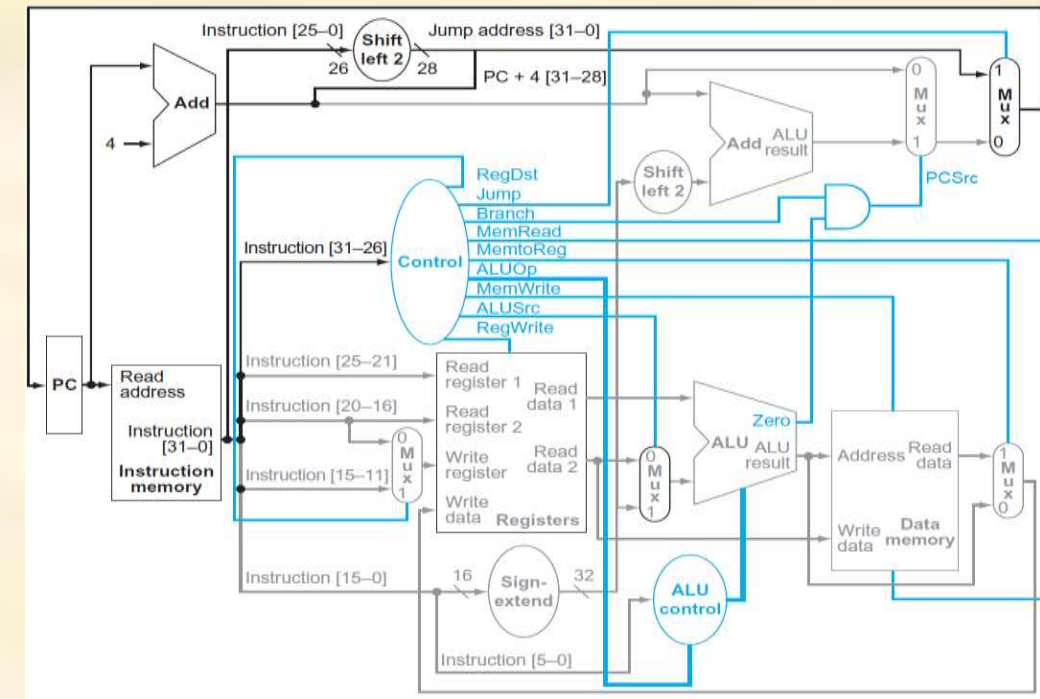 Instruction [25–0]
Shift
left 2
Jump address [31–0]
26
28
PC + 4 [31–28]
Add
4
0
M
u
x
1
1
M
u
x
0
Add
ALU
result
Shift
left 2
RegDst
Jump
Branch
MemRead
MemtoReg
ALUOp
MemWrite
ALUSrc
RegWrite
PCSrc
Instruction [31–26]
Control
PC
Read
address
Instruction
[31–0]
Instruction
memory
Instruction [25–21]
Instruction [20–16]
Instruction [15–11]
0
M
u
x
1
Read
register 1
Read
register 2
Write
register
Write
data
Read
data 1
Read
data 2
Registers
0
M
u
x
1
Zero
ALU
ALU
result
Address
Read
data
Write
data
Data
memory
1
M
u
x
0
Instruction [15–0]
16
Sign-
extend
32
ALU
control
Instruction [5–0]